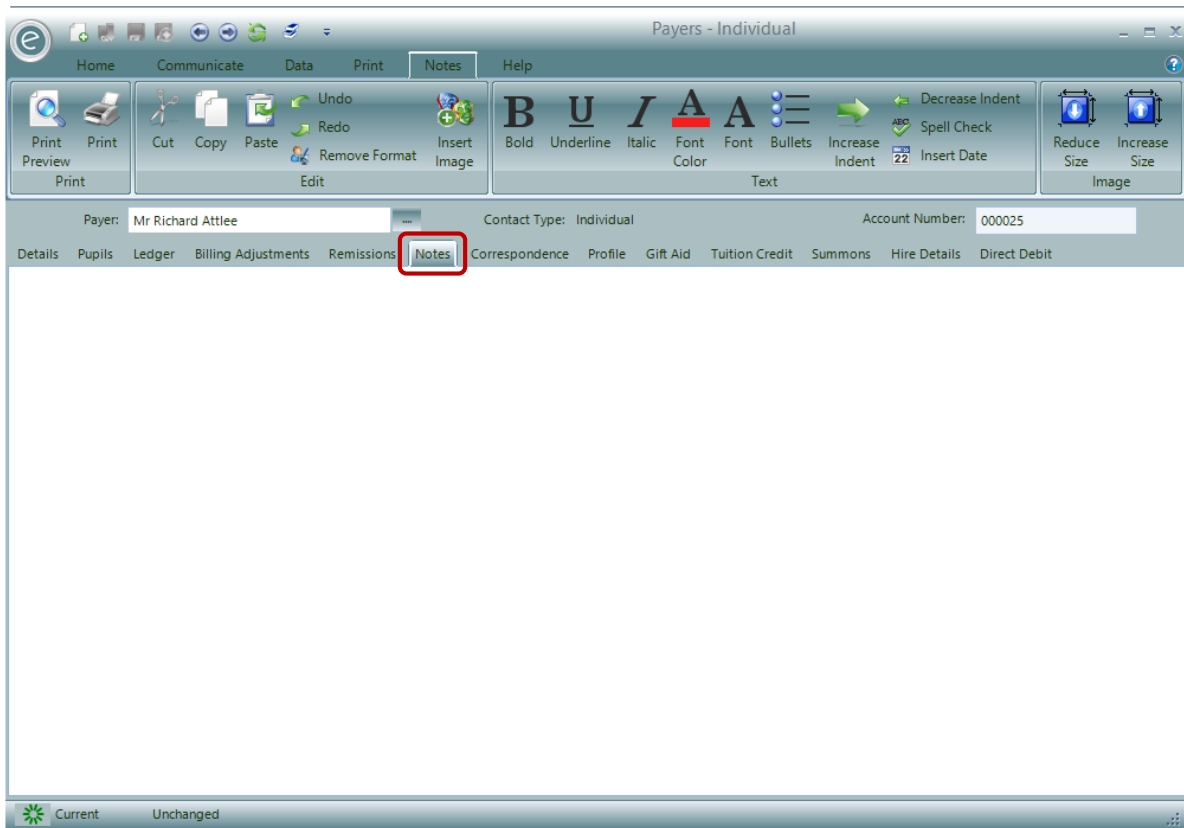 Payers - Individual
Home Communicate Data Print Notes Help
Print Preview
Print
Print
Cut
Copy
Paste
Undo
Redo
Remove Format
Insert Image
Edit
Bold
Underline
Italic
Font Color
Font
Bullets
Increase Indent
Decrease Indent
Spell Check
Insert Date
Text
Reduce Size
Increase Size
Image
Payer: Mr Richard Attlee Contact Type: Individual Account Number: 000025
Details Pupils Ledger Billing Adjustments Remissions Notes Correspondence Profile Gift Aid Tuition Credit Summons Hire Details Direct Debit
Current Unchanged